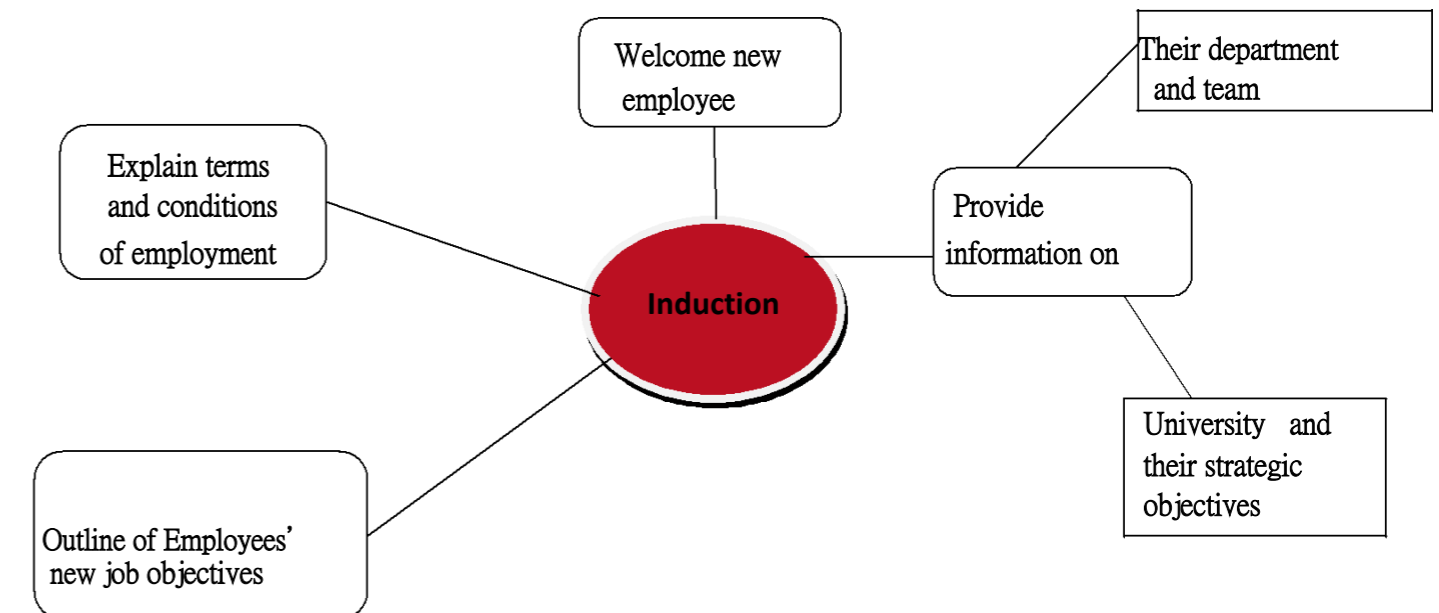 Welcome new
employee
Their department
and team
Explain terms
and conditions
of employment
Provide
information on
Induction
University and
their strategic
objectives
Outline of Employees’
new job objectives